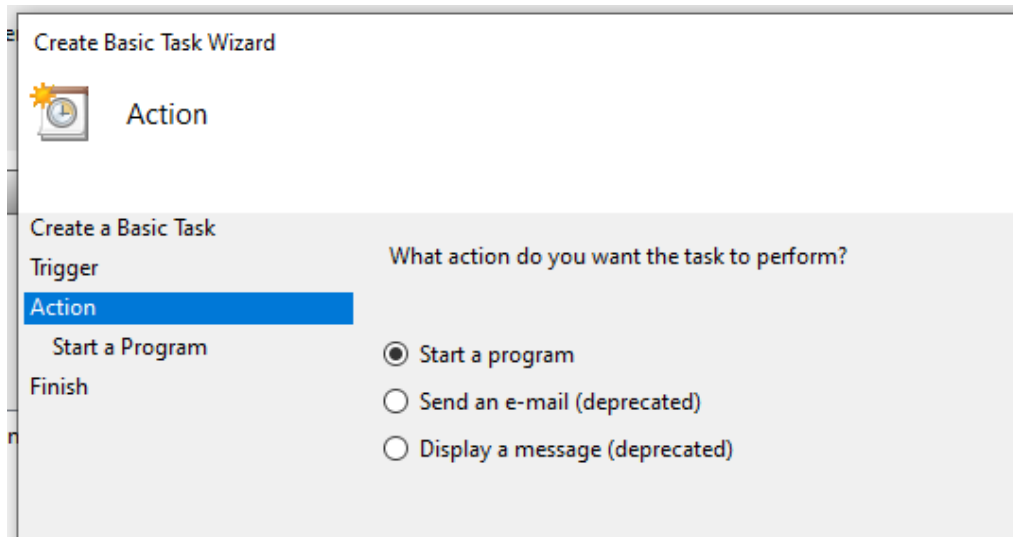 Create Basic Task Wizard
Action
Create a Basic Task
Trigger
Action
Start a Program
Finish
What action do you want the task to perform?
Start a program
Send an e-mail (deprecated)
Display a message (deprecated)